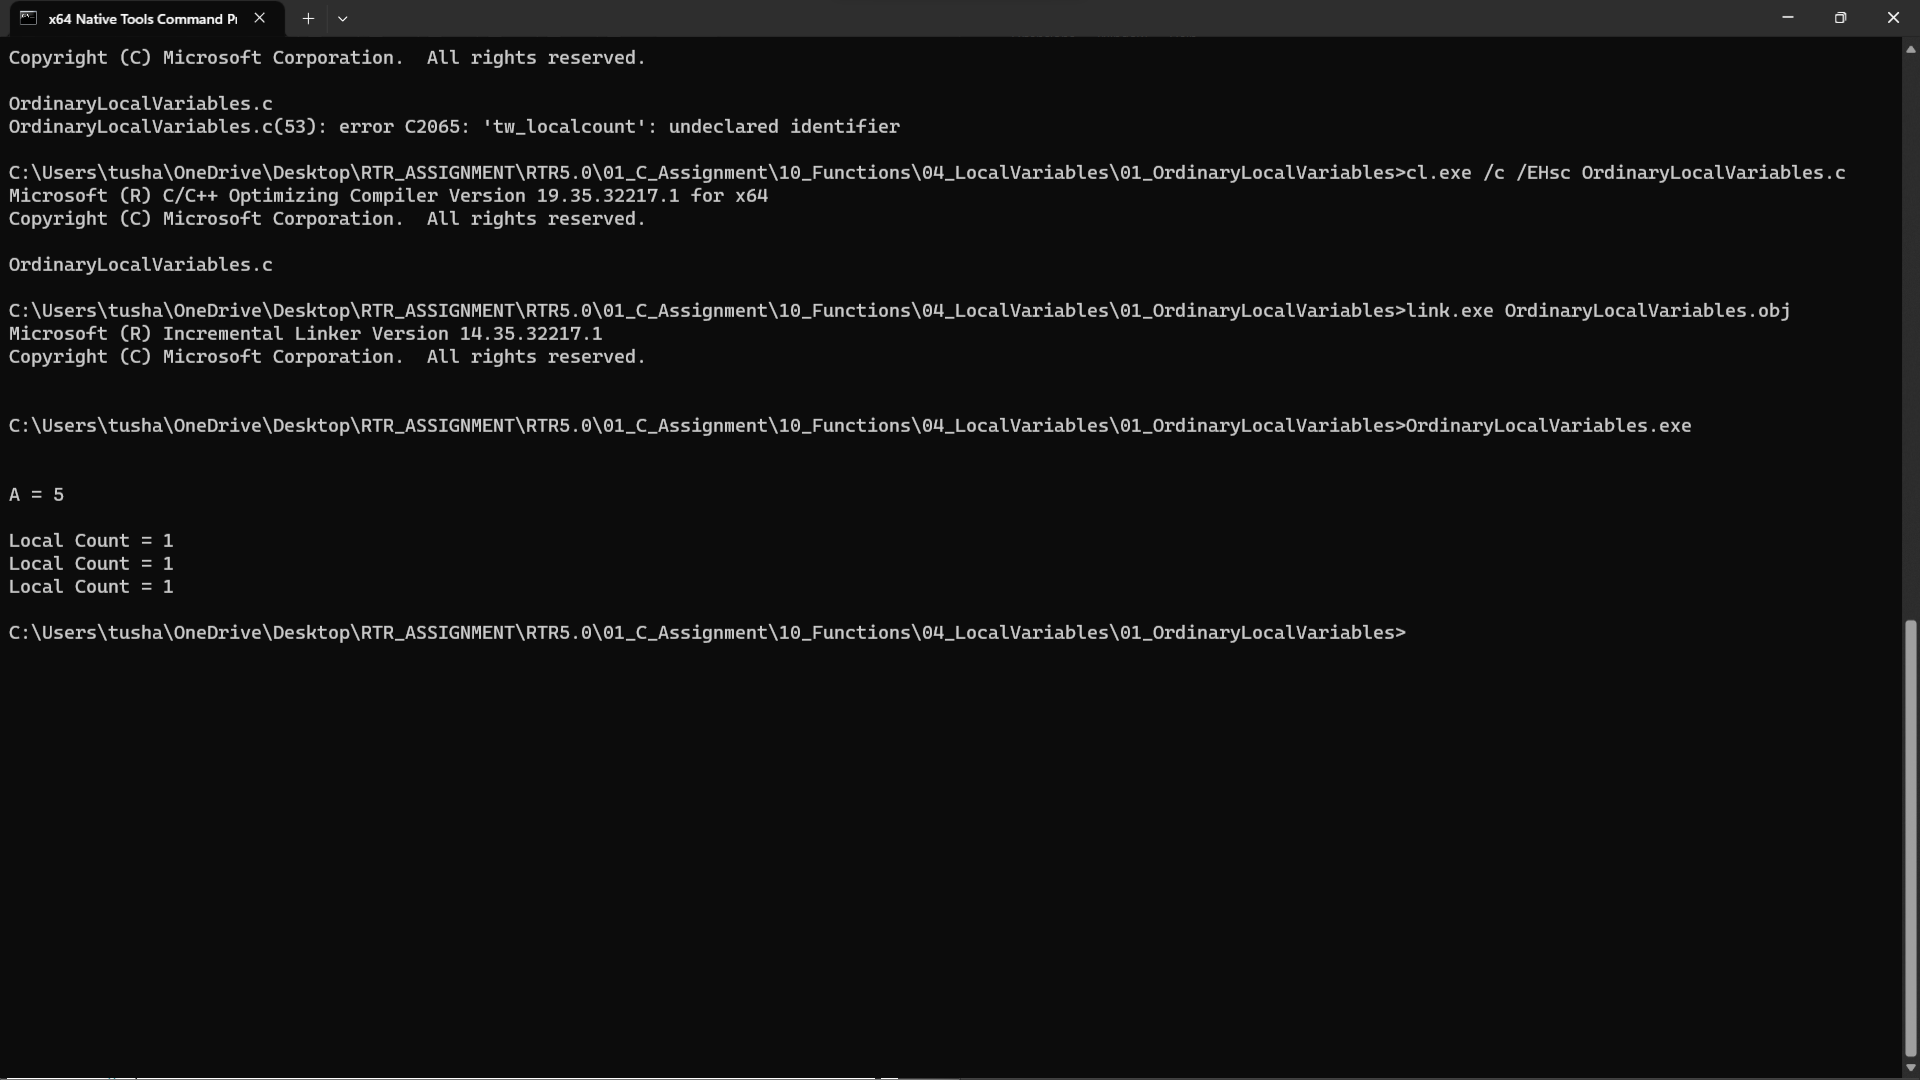 x64 Native Tools Command Pr
Copyright (C) Microsoft Corporation.  All rights reserved.
OrdinaryLocalVariables.c
OrdinaryLocalVariables.c(53): error C2065: 'tw_localcount': undeclared identifier
C:\Users\tusha\OneDrive\Desktop\RTR_ASSIGNMENT\RTR5.0\01_C_Assignment\10_Functions\04_LocalVariables\01_OrdinaryLocalVariables>cl.exe /c /EHsc OrdinaryLocalVariables.c
Microsoft (R) C/C++ Optimizing Compiler Version 19.35.32217.1 for x64
Copyright (C) Microsoft Corporation.  All rights reserved.
OrdinaryLocalVariables.c
C:\Users\tusha\OneDrive\Desktop\RTR_ASSIGNMENT\RTR5.0\01_C_Assignment\10_Functions\04_LocalVariables\01_OrdinaryLocalVariables>link.exe OrdinaryLocalVariables.obj
Microsoft (R) Incremental Linker Version 14.35.32217.1
Copyright (C) Microsoft Corporation.  All rights reserved.
C:\Users\tusha\OneDrive\Desktop\RTR_ASSIGNMENT\RTR5.0\01_C_Assignment\10_Functions\04_LocalVariables\01_OrdinaryLocalVariables>OrdinaryLocalVariables.exe
A = 5
Local Count = 1
Local Count = 1
Local Count = 1
C:\Users\tusha\OneDrive\Desktop\RTR_ASSIGNMENT\RTR5.0\01_C_Assignment\10_Functions\04_LocalVariables\01_OrdinaryLocalVariables>